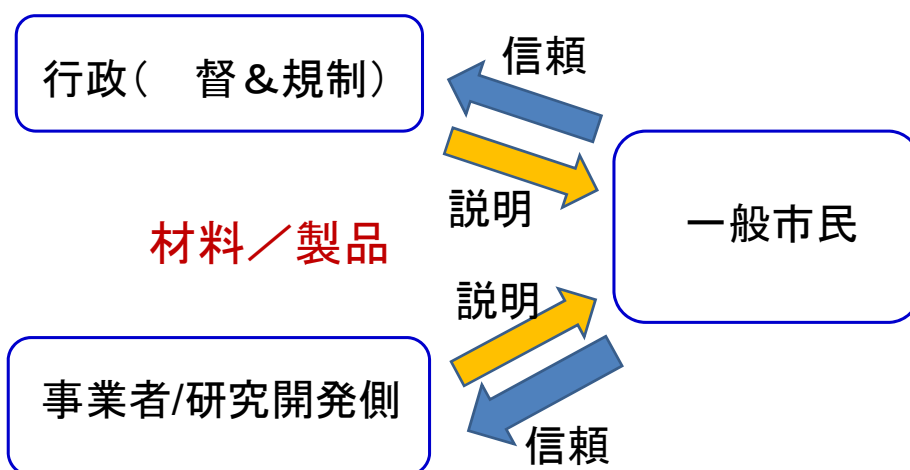 信頼
行政( 督&規制)
説明
一般市民
材料/製品
説明
事業者/研究開発側
信頼